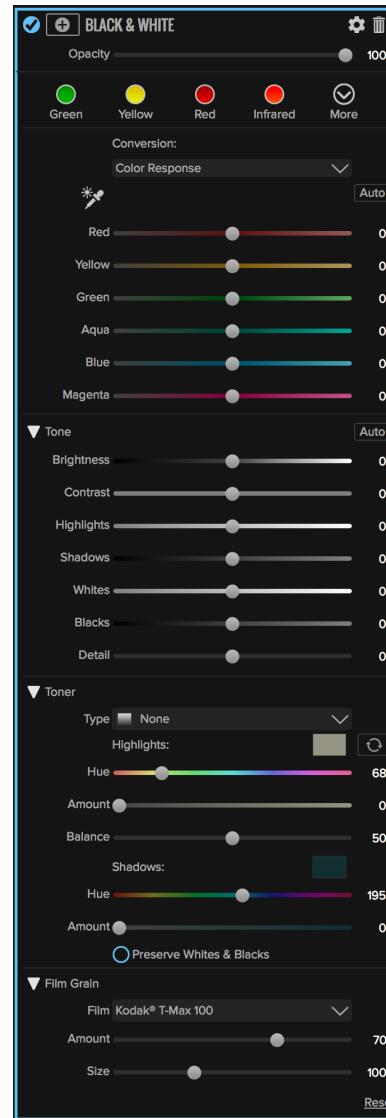 BLACK & WHITE
Opacity 100
Green Yellow Red Infrared More
Conversion:
Color Response
Auto
Red 0
Yellow 0
Green 0
Aqua 0
Blue 0
Magenta 0
Tone Auto
Brightness 0
Contrast 0
Highlights 0
Shadows 0
Whites 0
Blacks 0
Detail 0
Toner
Type None
Highlights:
Hue 68
Amount 0
Balance 50
Shadows:
Hue 195
Amount 0
Preserve Whites & Blacks
Film Grain
Film Kodak® T-Max 100
Amount 70
Size 100